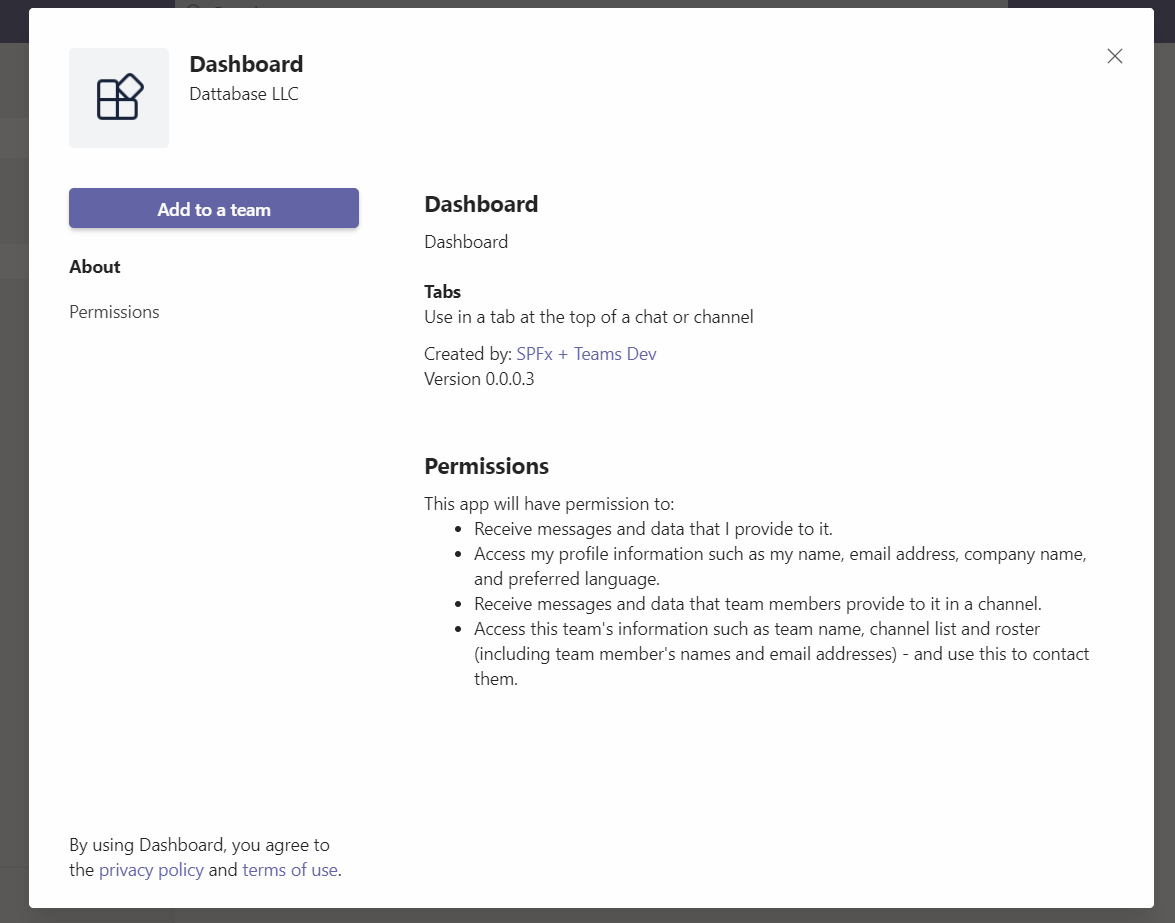 Dashboard
Dattabase LLC
Add to a team
About
Permissions
Dashboard
Dashboard
Tabs
Use in a tab at the top of a chat or channel
Created by: SPFx + Teams Dev
Version 0.0.0.3
Permissions
This app will have permission to:
• Receive messages and data that I provide to it.
• Access my profile information such as my name, email address, company name,
and preferred language.
• Receive messages and data that team members provide to it in a channel.
• Access this team's information such as team name, channel list and roster
(including team member's names and email addresses) - and use this to contact
them.
By using Dashboard, you agree to
the privacy policy and terms of use.